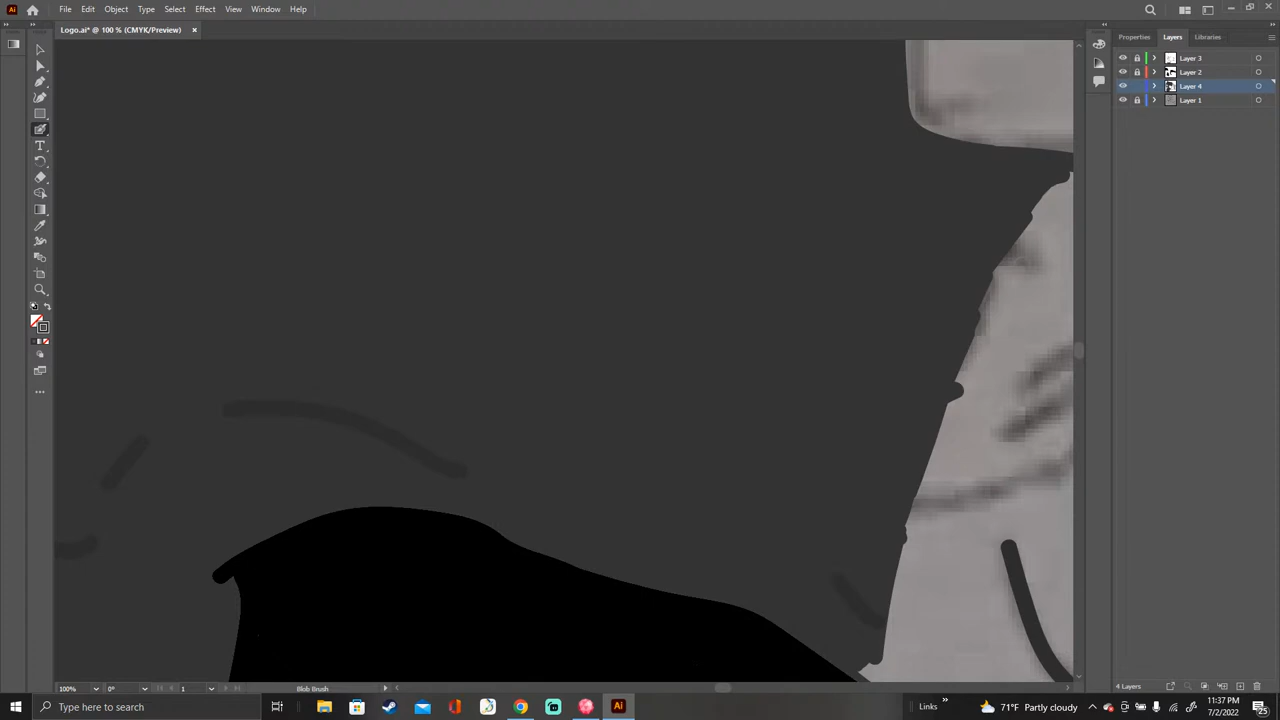 File Edit Object Type Select Effect View Window Help
Logo.ai* @ 100 % (CMYK/Preview)
Properties Layers Libraries
Layer 3
Layer 2
Layer 4
Layer 1
100% 0° 1 Blob Brush
4 Layers
Type here to search
Links
71°F Partly cloudy
11:37 PM
7/2/2022